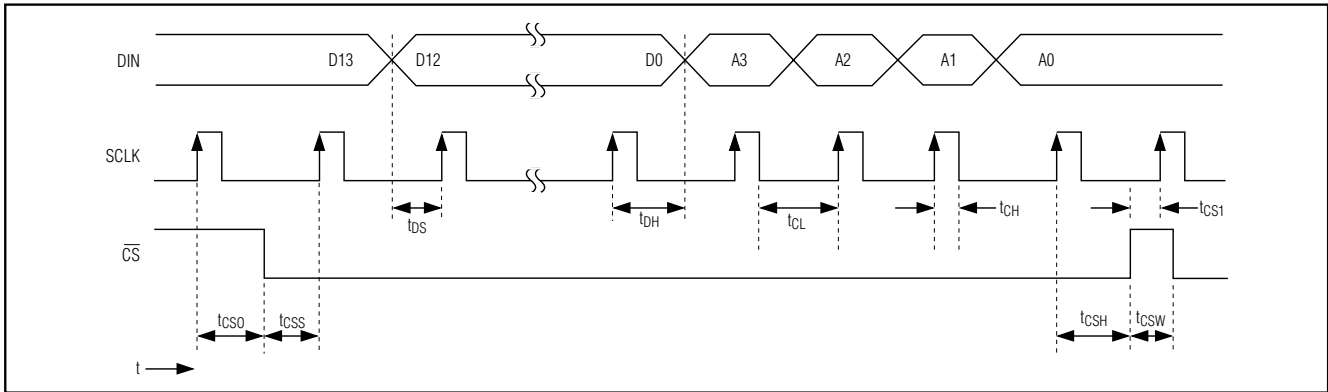 DIN D13 D12 D0 A3 A2 A1 A0
SCLK
tDS tDH tCL tCH tCS1
CS
tCSO tCSS tCSH tCSW
t